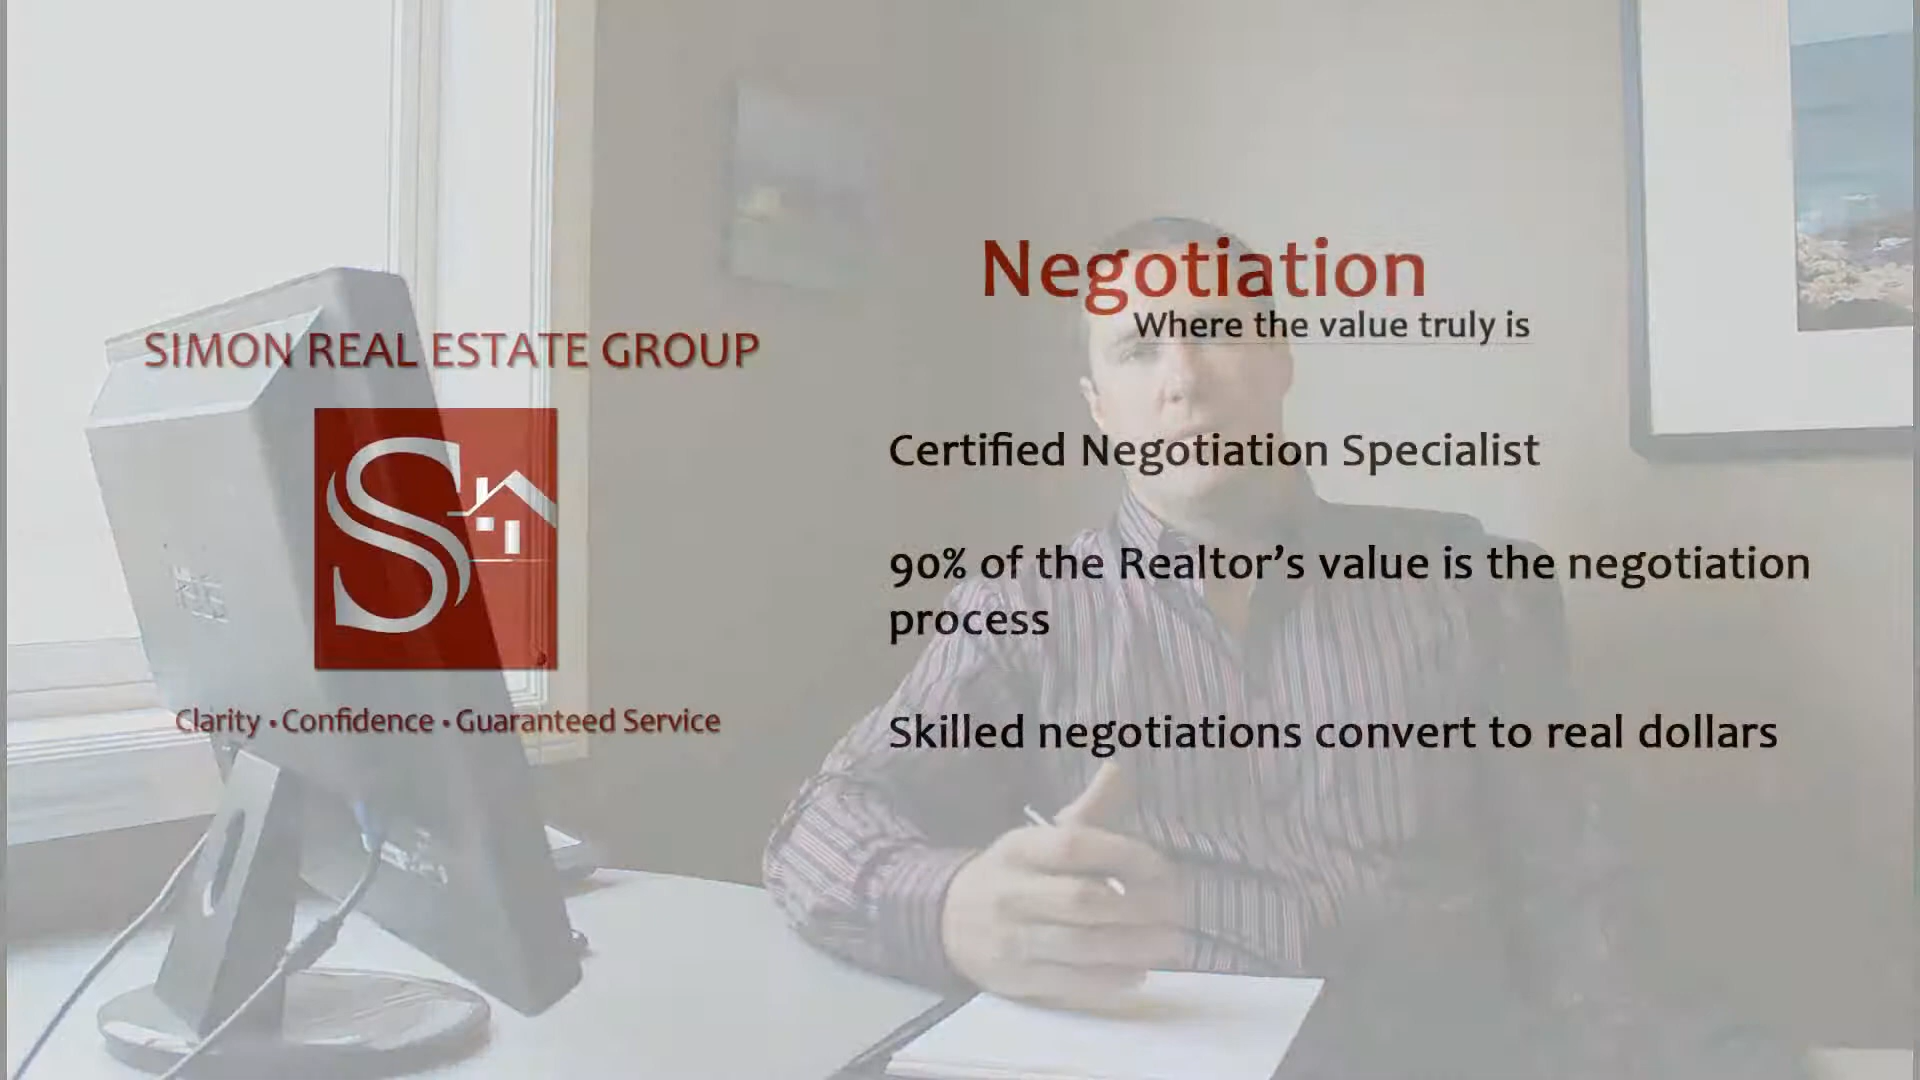 SIMON REAL ESTATE GROUP
S
Clarity • Confidence • Guaranteed Service
Negotiation
Where the value truly is
Certified Negotiation Specialist
90% of the Realtor’s value is the negotiation
process
Skilled negotiations convert to real dollars